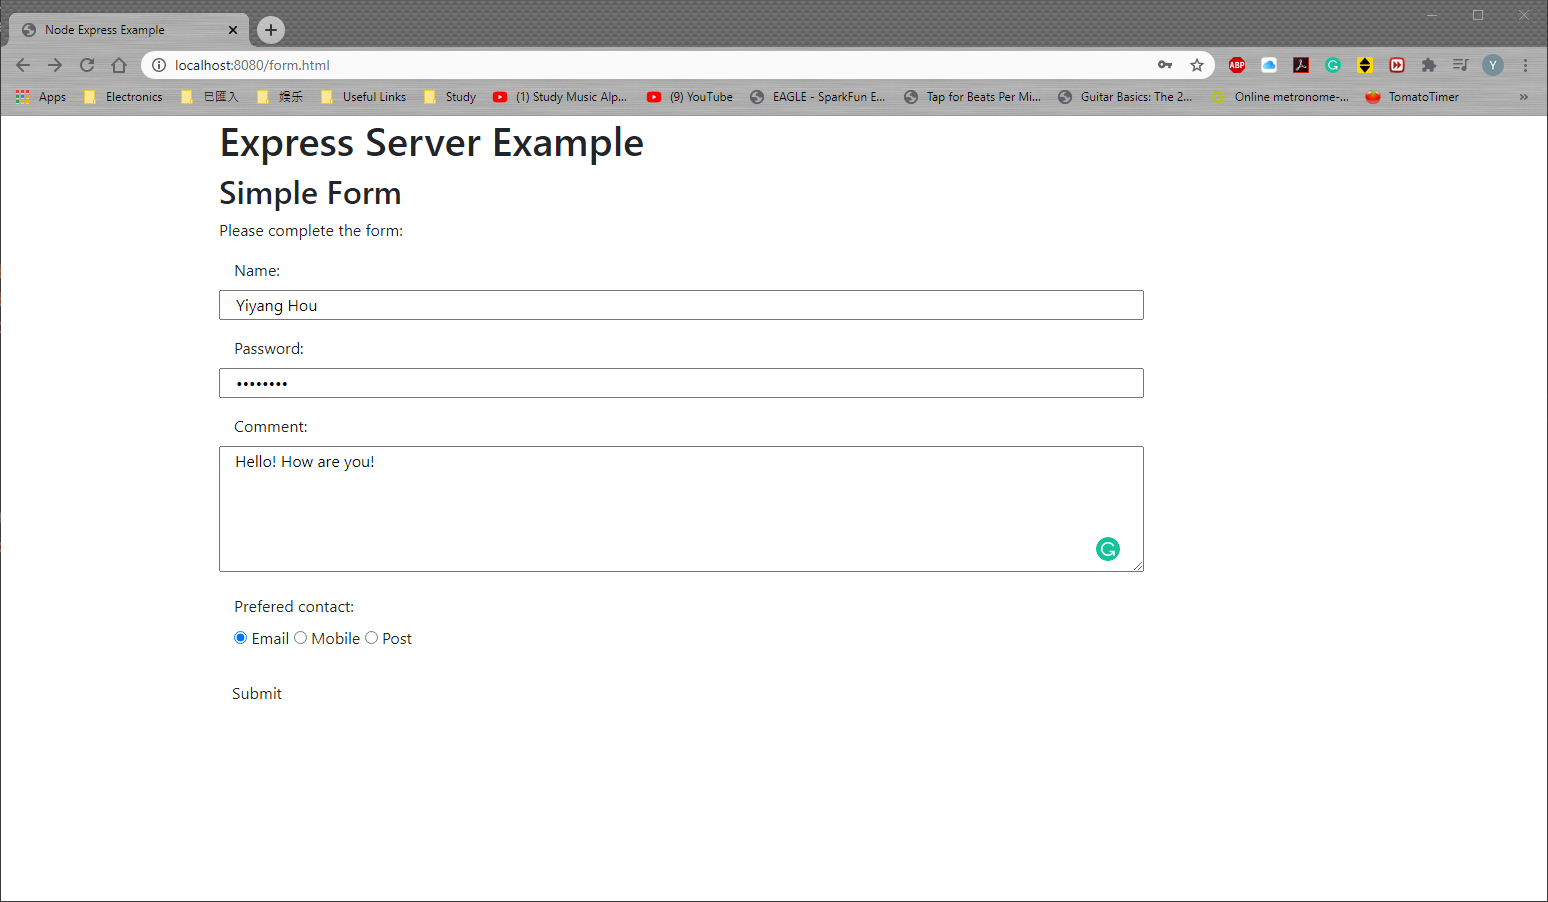 Node Express Example
localhost:8080/form.html
ABP
Y
Apps Electronics 已匯入 娱乐 Useful Links Study (1) Study Music Alp... (9) YouTube EAGLE - SparkFun E... Tap for Beats Per Mi... Guitar Basics: The 2... Online metronome-... TomatoTimer »
Express Server Example
Simple Form
Please complete the form:
Name:
Yiyang Hou
Password:
••••••••
Comment:
Hello! How are you!
Prefered contact:
Email Mobile Post
Submit